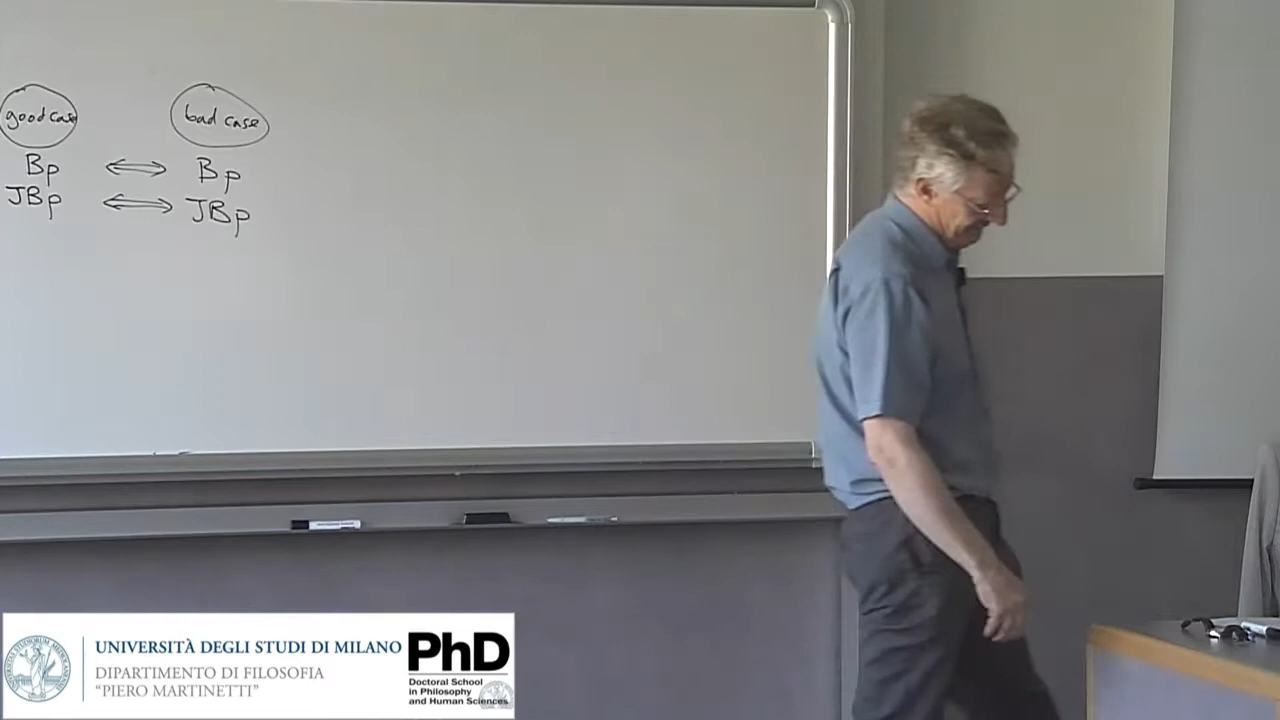 good case bad case
Bp ⟺ Bp
JBp ⟺ JBp
UNIVERSITÀ DEGLI STUDI DI MILANO
DIPARTIMENTO DI FILOSOFIA
"PIERO MARTINETTI"
PhD
Doctoral School
in Philosophy
and Human Sciences